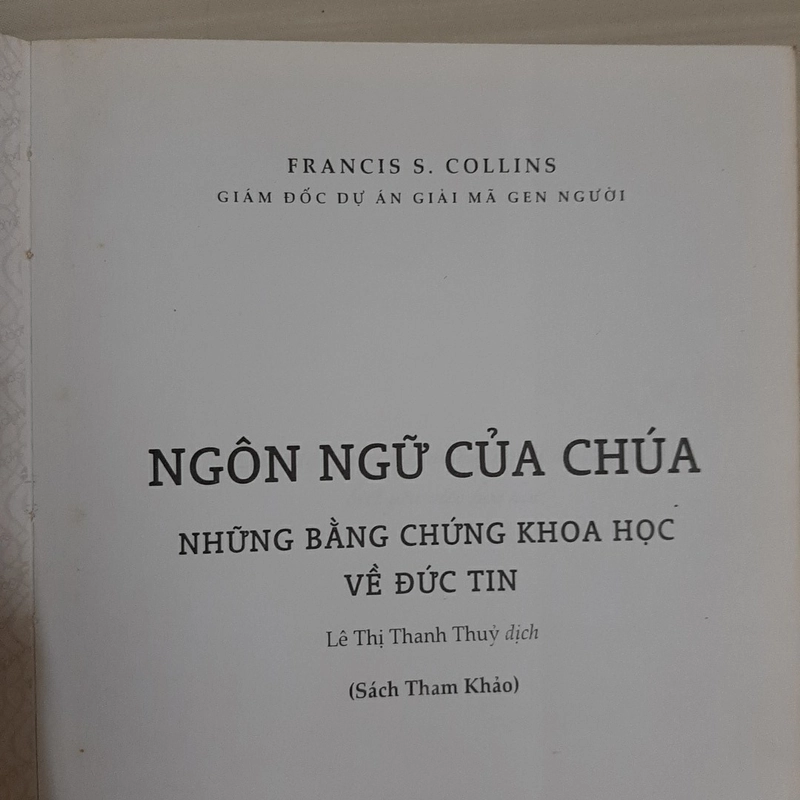 FRANCIS S. COLLINS
GIÁM ĐỐC DỰ ÁN GIẢI MÃ GEN NGƯỜI
NGÔN NGỮ CỦA CHÚA
NHỮNG BẰNG CHỨNG KHOA HỌC
VỀ ĐỨC TIN
Lê Thị Thanh Thuỷ dịch
(Sách Tham Khảo)